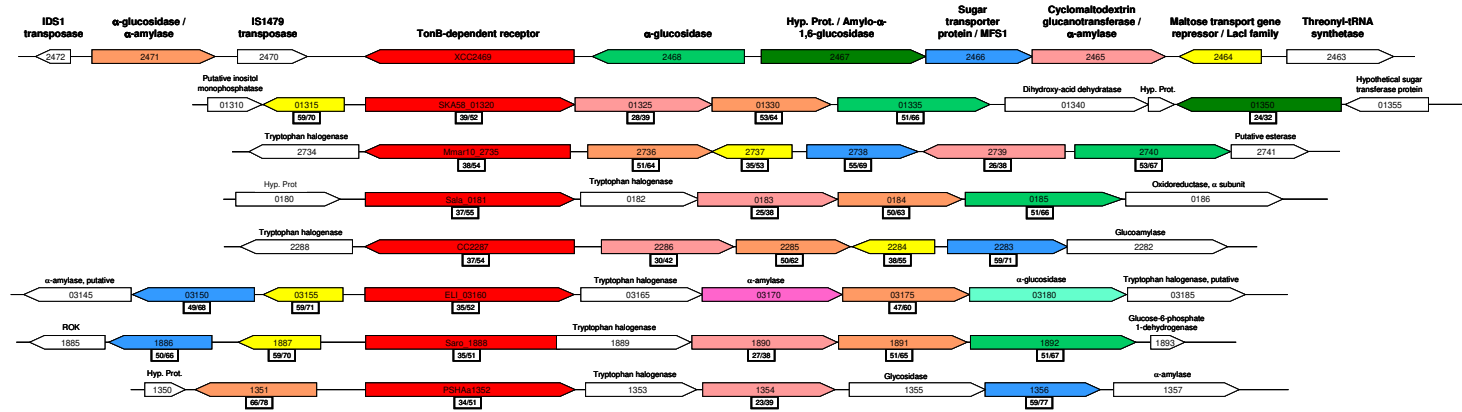 IDS1 transposase
α-glucosidase / α-amylase
IS1479 transposase
TonB-dependent receptor
α-glucosidase
Hyp. Prot. / Amylo-α-1,6-glucosidase
Sugar transporter protein / MFS1
Cyclomaltodextrin glucanotransferase / α-amylase
Maltose transport gene repressor / LacI family
Threonyl-tRNA synthetase
2472 2471 2470 XCC2469 2468 2467 2466 2465 2464 2463
Putative inositol monophosphatase
Dihydroxy-acid dehydratase
Hyp. Prot.
Hypothetical sugar transferase protein
01310 01315 SKA58_01320 01325 01330 01335 01340 01350 01355
59/70 39/52 28/39 53/64 51/66 24/32
Tryptophan halogenase
Putative esterase
2734 Mmar10_2735 2736 2737 2738 2739 2740 2741
38/54 51/64 35/53 55/69 26/38 53/67
Hyp. Prot
Tryptophan halogenase
Oxidoreductase, α subunit
0180 Sala_0181 0182 0183 0184 0185 0186
37/55 25/38 50/63 51/66
Tryptophan halogenase
Glucoamylase
2288 CC2287 2286 2285 2284 2283 2282
37/54 30/42 50/62 38/55 59/71
α-amylase, putative
Tryptophan halogenase
α-amylase
α-glucosidase
Tryptophan halogenase, putative
03145 03150 03155 ELI_03160 03165 03170 03175 03180 03185
49/68 59/71 35/52 47/60
ROK
Tryptophan halogenase
Glucose-6-phosphate 1-dehydrogenase
1885 1886 1887 Saro_1888 1889 1890 1891 1892 1893
50/66 59/70 35/51 27/38 51/65 51/67
Hyp. Prot.
Tryptophan halogenase
Glycosidase
α-amylase
1350 1351 PSHAa1352 1353 1354 1355 1356 1357
66/78 34/51 23/39 59/77